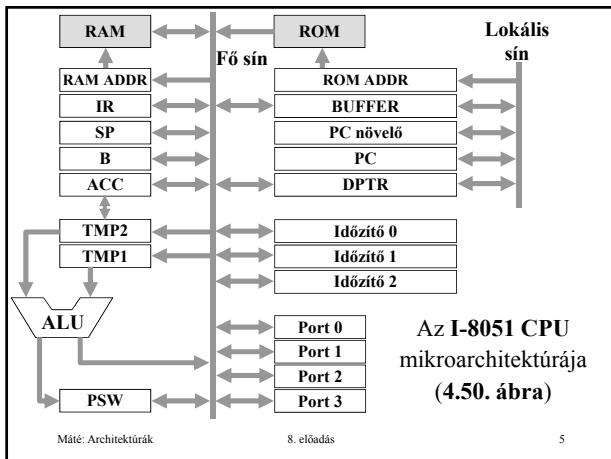 RAM
ROM
Lokális
sín
Fő sín
RAM ADDR
ROM ADDR
IR
BUFFER
SP
PC növelő
B
PC
ACC
DPTR
TMP2
Időzítő 0
TMP1
Időzítő 1
Időzítő 2
ALU
Port 0
Port 1
Port 2
PSW
Port 3
Az I-8051 CPU
mikroarchitektúrája
(4.50. ábra)
Máté: Architektúrák
8. előadás
5